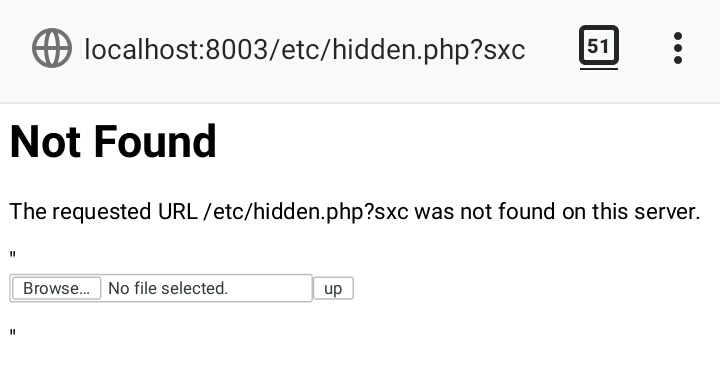 localhost:8003/etc/hidden.php?sxc
51
Not Found
The requested URL /etc/hidden.php?sxc was not found on this server.
"
Browse... No file selected. up
"